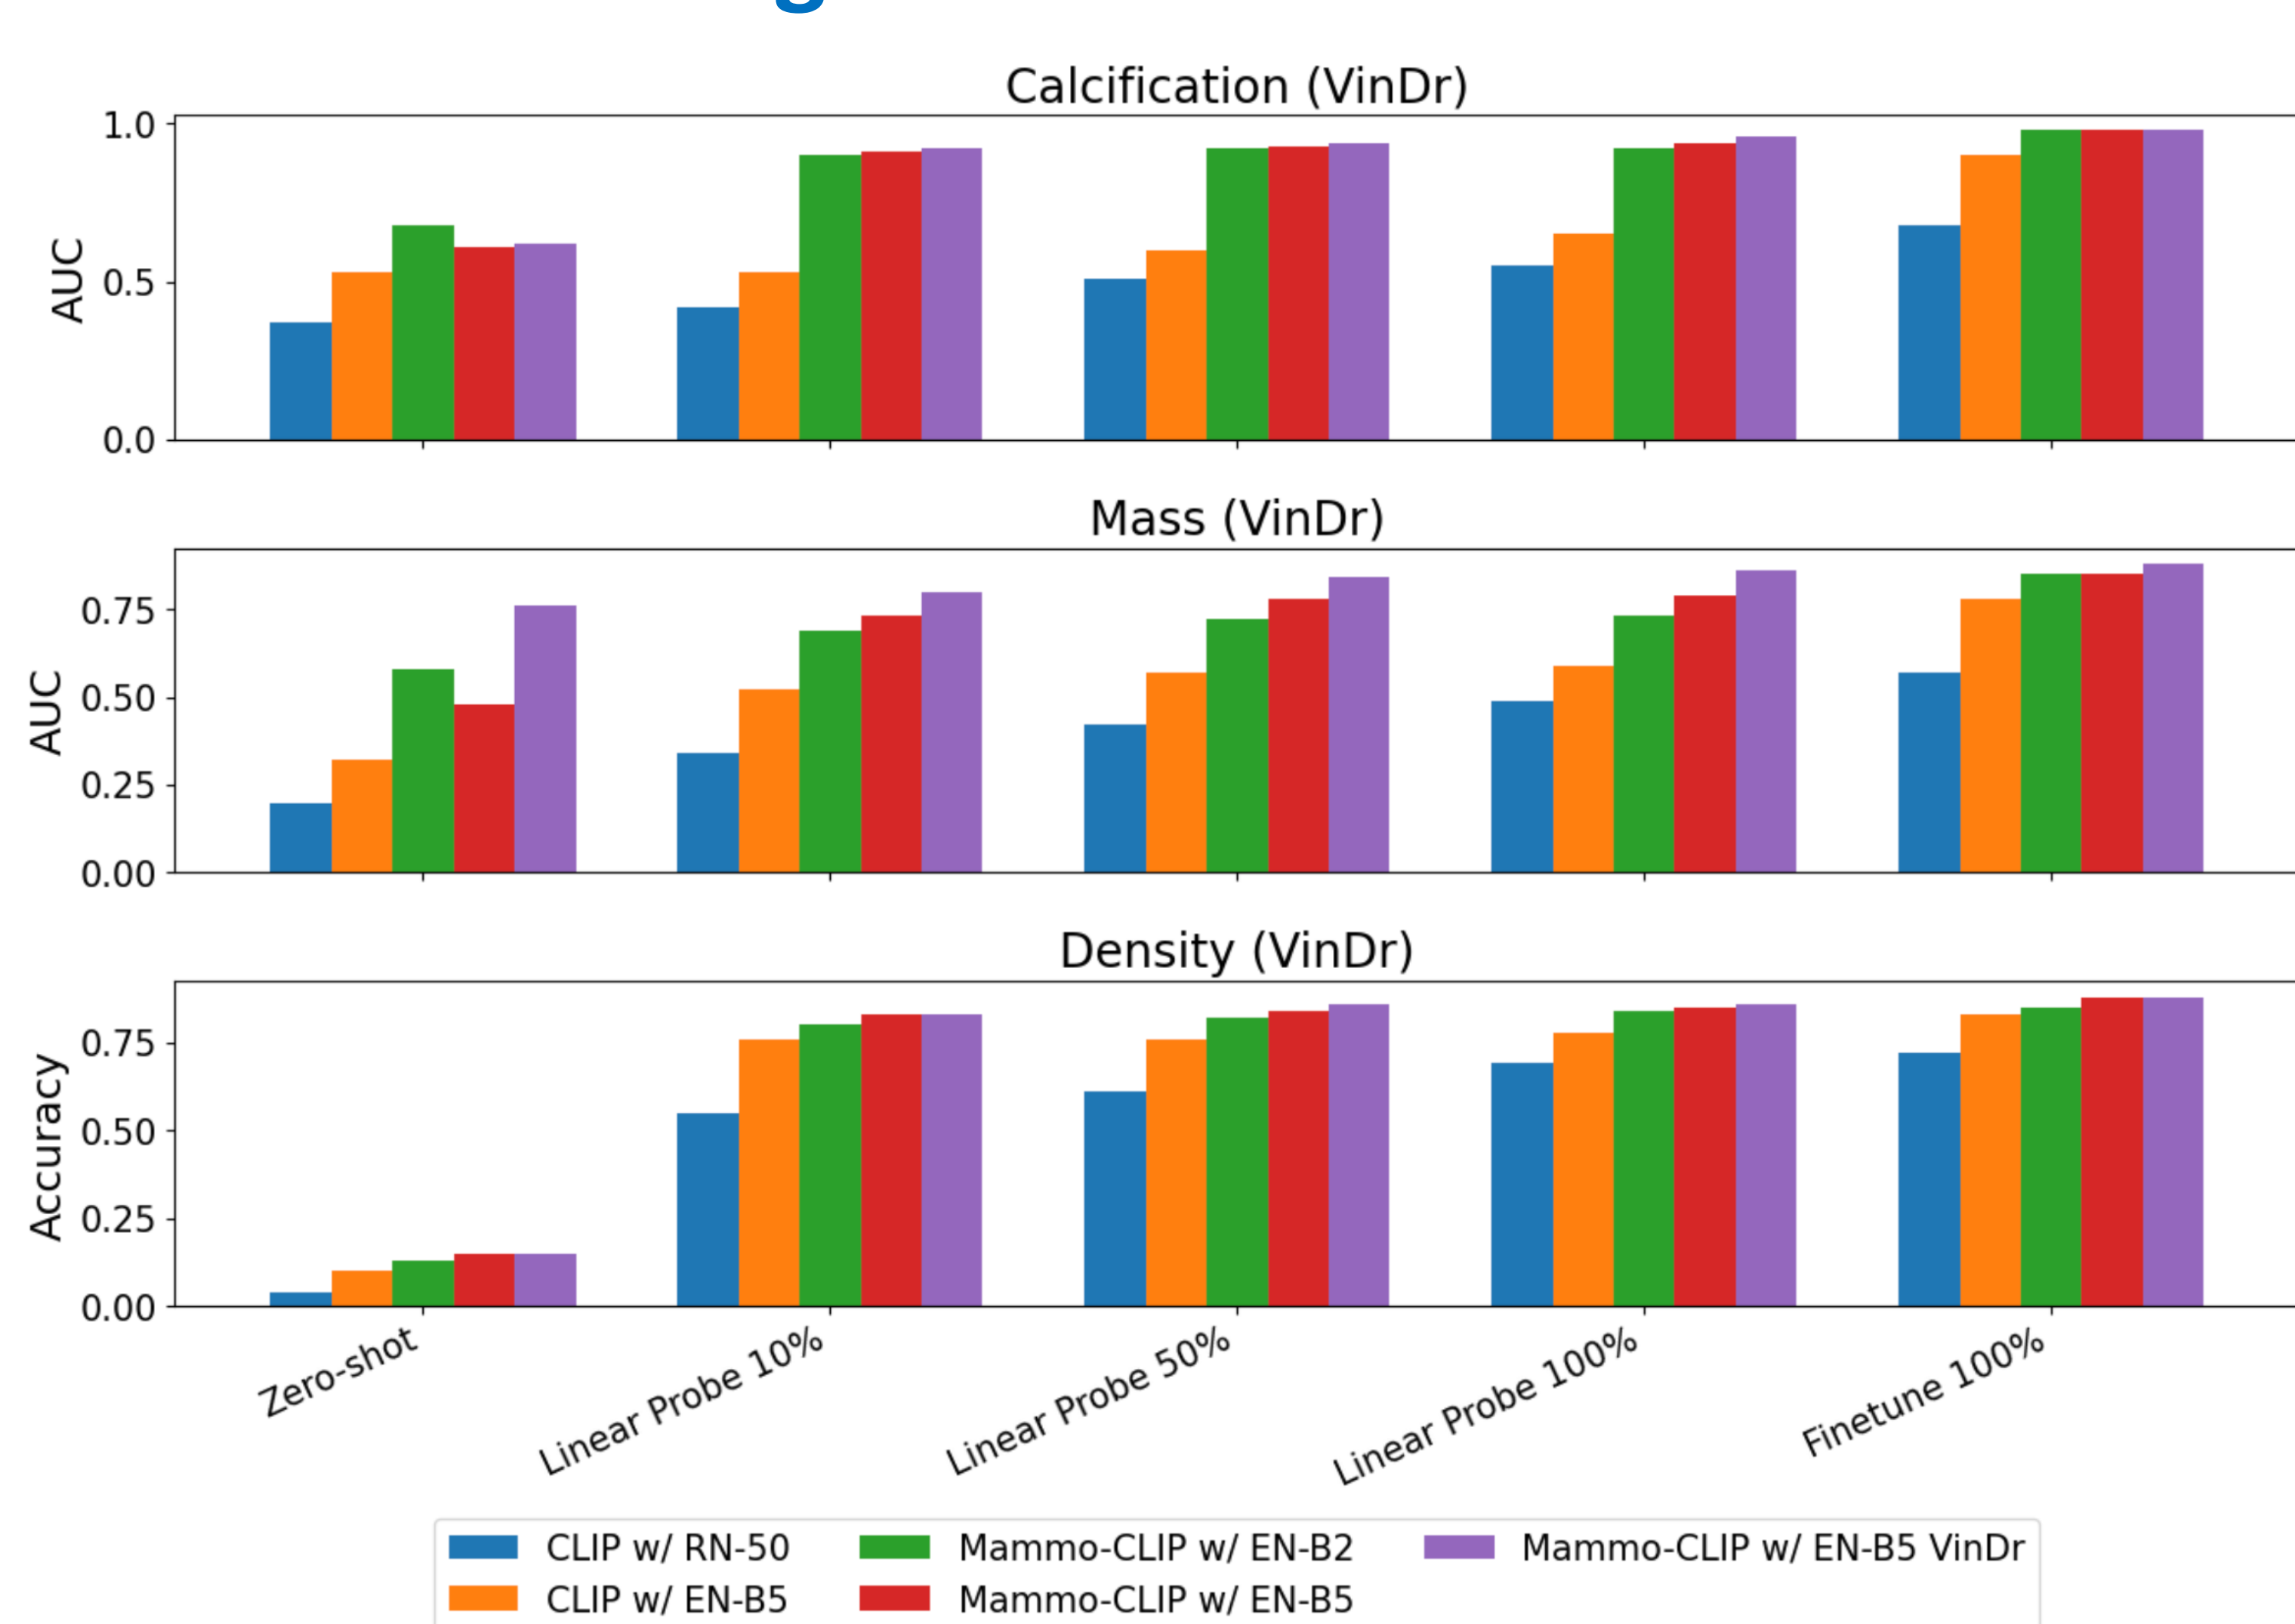 Calcification (VinDr)
1.0
0.5
0.0
AUC
Mass (VinDr)
0.75
0.50
0.25
0.00
AUC
Density (VinDr)
0.75
0.50
0.25
0.00
Accuracy
Zero-shot
Linear Probe 10%
Linear Probe 50%
Linear Probe 100%
Finetune 100%
CLIP w/ RN-50
CLIP w/ EN-B5
Mammo-CLIP w/ EN-B2
Mammo-CLIP w/ EN-B5
Mammo-CLIP w/ EN-B5 VinDr